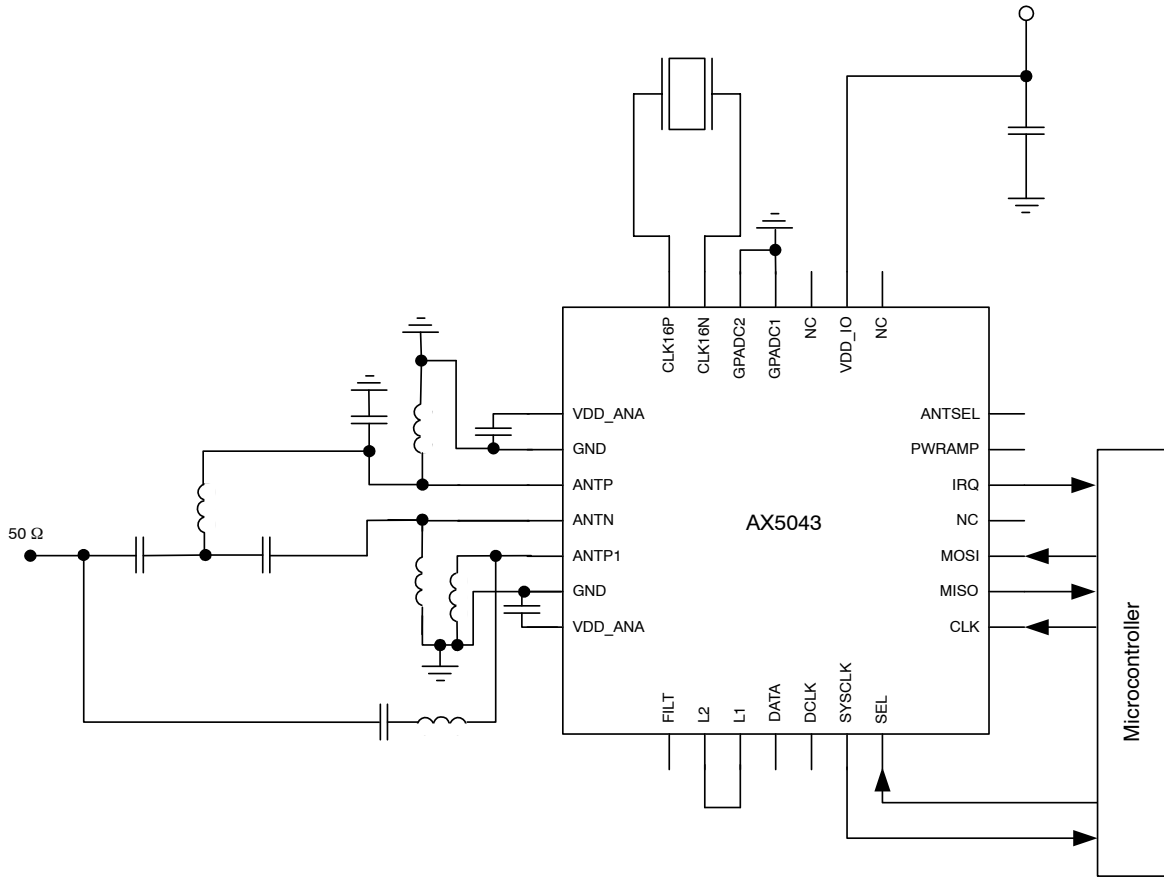 CLK16P
CLK16N
GPADC2
GPADC1
NC
VDD_IO
NC
VDD_ANA
GND
ANTP
ANTN
ANTP1
GND
VDD_ANA
50 Ω
AX5043
ANTSEL
PWRAMP
IRQ
NC
MOSI
MISO
CLK
FILT
L2
L1
DATA
DCLK
SYSCLK
SEL
Microcontroller